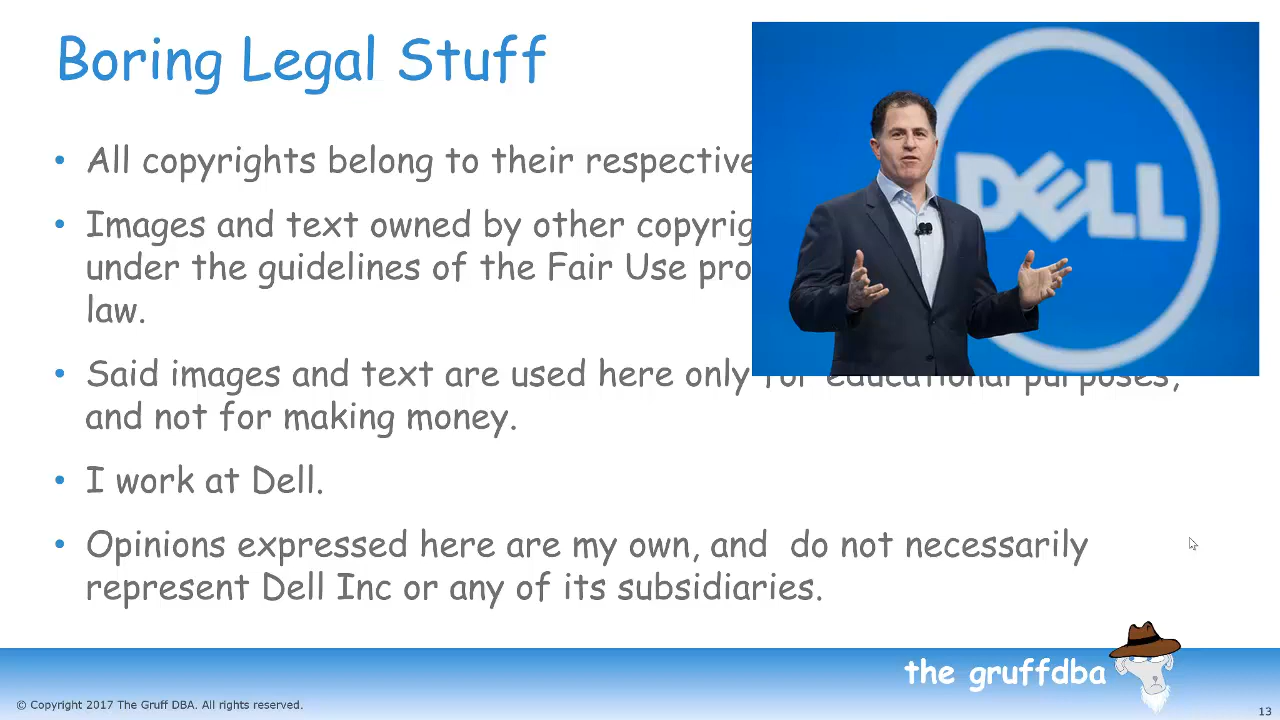 Boring Legal Stuff
• All copyrights belong to their respective
• Images and text owned by other
under the guidelines of the Fair Use
law.
• Said images and text are used here only for educational purposes,
and not for making money.
• I work at Dell.
• Opinions expressed here are my own, and  do not necessarily
represent Dell Inc or any of its subsidiaries.
DELL
the gruffdba
© Copyright 2017 The Gruff DBA. All rights reserved.
13